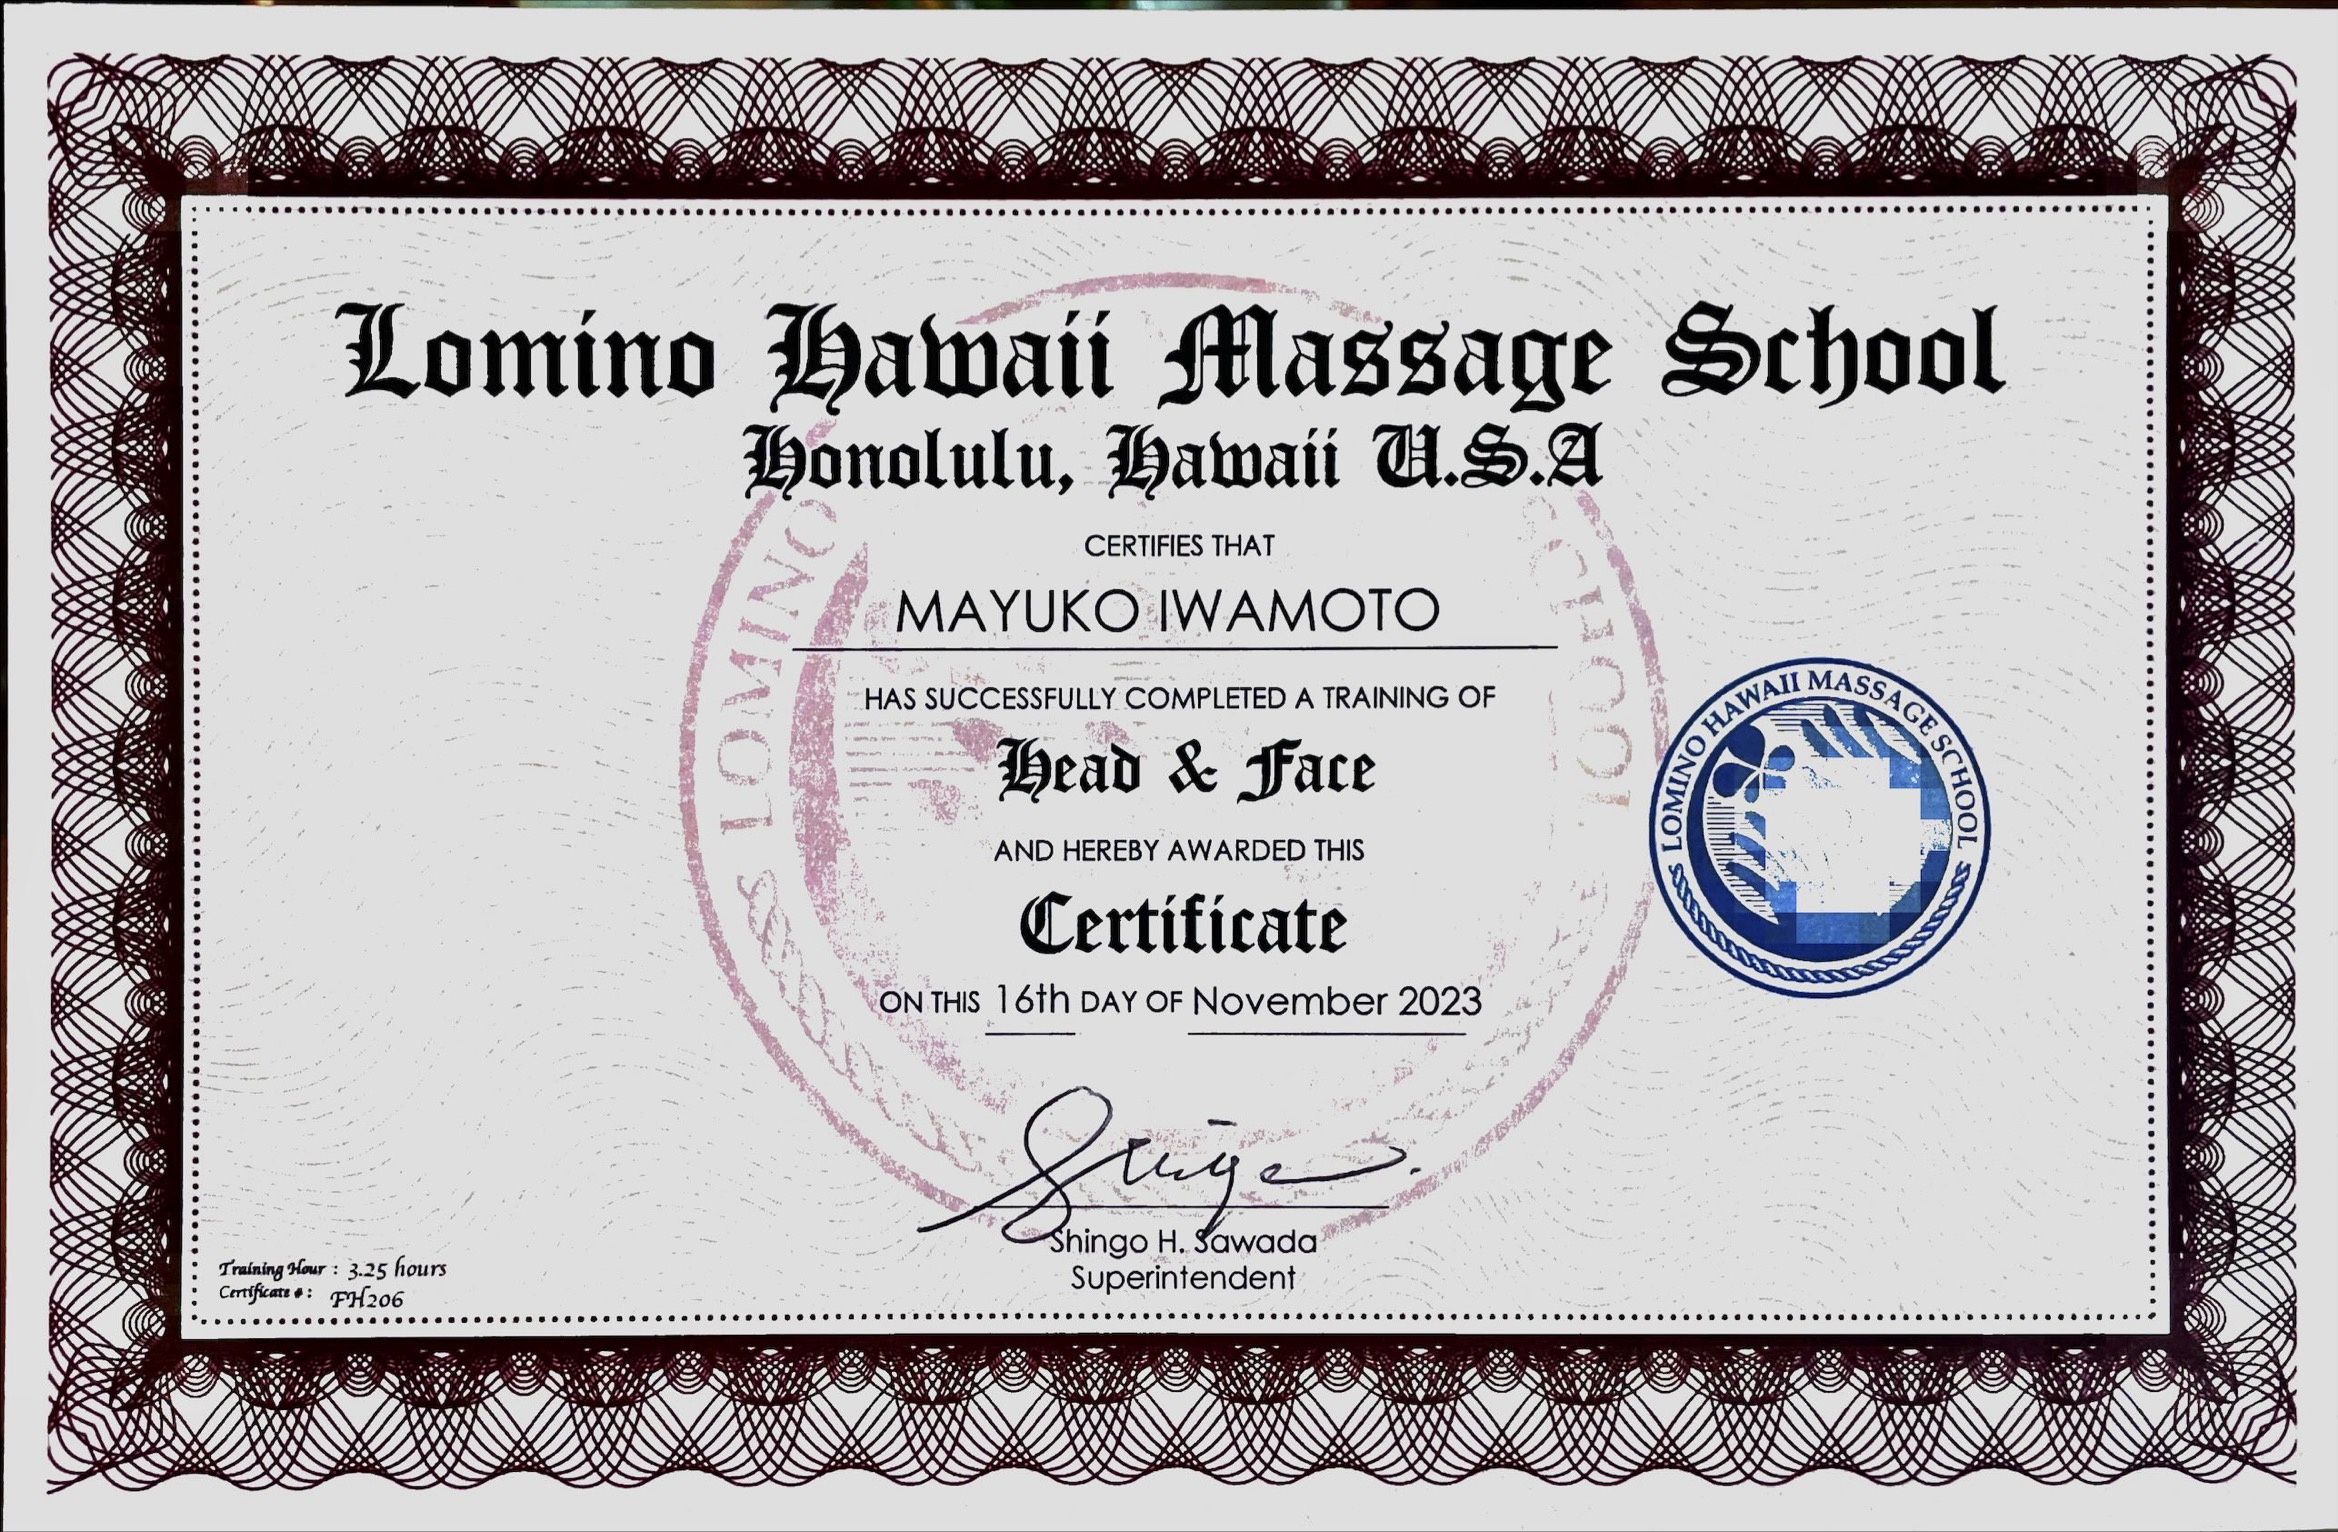 Lomino Hawaii Massage School
Honolulu, Hawaii U.S.A
CERTIFIES THAT
MAYUKO IWAMOTO
HAS SUCCESSFULLY COMPLETED A TRAINING OF
Head & Face
AND HEREBY AWARDED THIS
Certificate
ON THIS 16th DAY OF November 2023
Shingo H. Sawada
Superintendent
Training Hour : 3.25 hours
Certificate # : FH206
LOMINO HAWAII MASSAGE SCHOOL
LOMINO